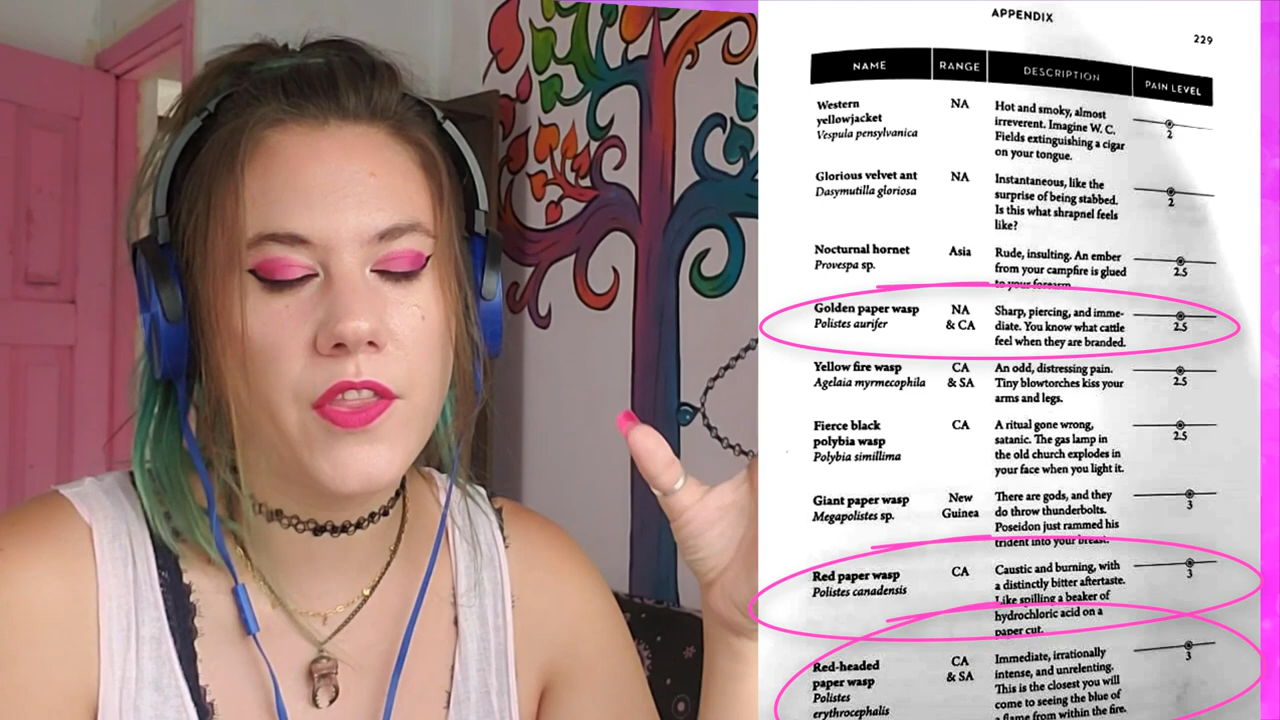 APPENDIX
229
NAME RANGE DESCRIPTION PAIN LEVEL
Western NA Hot and smoky, almost
yellowjacket irreverent. Imagine W. C.
Vespula pensylvanica Fields extinguishing a cigar 2
on your tongue.
Glorious velvet ant NA Instantaneous, like the
Dasymutilla gloriosa surprise of being stabbed. 2
Is this what shrapnel feels
like?
Nocturnal hornet Asia Rude, insulting. An ember
Provespa sp. from your campfire is glued 2.5
to your forearm.
Golden paper wasp NA Sharp, piercing, and imme-
Polistes aurifer & CA diate. You know what cattle 2.5
feel when they are branded.
Yellow fire wasp CA An odd, distressing pain.
Agelaia myrmecophila & SA Tiny blowtorches kiss your 2.5
arms and legs.
Fierce black CA A ritual gone wrong,
polybia wasp satanic. The gas lamp in 2.5
Polybia simillima the old church explodes in
your face when you light it.
Giant paper wasp New There are gods, and they
Megapolistes sp. Guinea do throw thunderbolts. 3
Poseidon just rammed his
trident into your breast.
Red paper wasp CA Caustic and burning, with
Polistes canadensis a distinctly bitter aftertaste. 3
Like spilling a beaker of
hydrochloric acid on a
paper cut.
Red-headed CA Immediate, irrationally
paper wasp & SA intense, and unrelenting. 3
Polistes This is the closest you will
erythrocephalis come to seeing the blue of
a flame from within the fire.